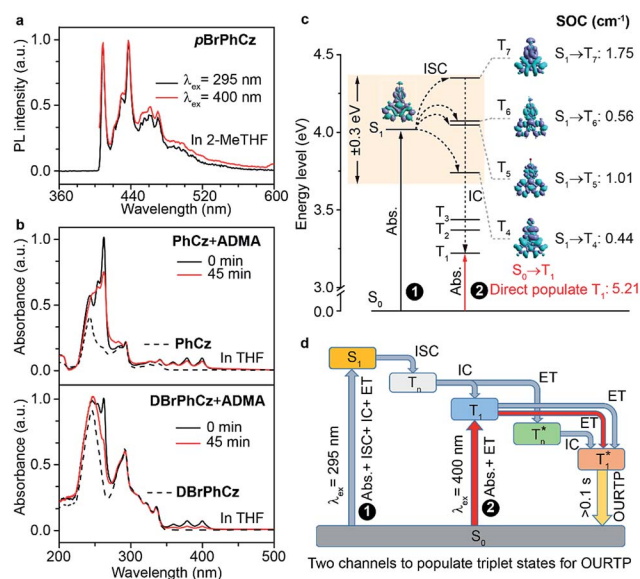 a
pBrPhCz
λex = 295 nm
λex = 400 nm
In 2-MeTHF
PL intensity (a.u.)
1.0
0.5
0.0
360 440 520 600
Wavelength (nm)
b
PhCz+ADMA
0 min
45 min
PhCz
In THF
Absorbance (a.u.)
1.0
0.5
0.0
DBrPhCz+ADMA
0 min
45 min
DBrPhCz
In THF
Absorbance (a.u.)
1.0
0.5
0.0
200 300 400 500
Wavelength (nm)
c
SOC (cm-1)
Energy level (eV)
4.5
4.0
3.5
3.0
0.0
±0.3 eV
ISC
S1
IC
Abs.
Abs.
1
2
S0
T3
T2
T1
T7
S1→T7: 1.75
T6
S1→T6: 0.56
T5
S1→T5: 1.01
T4
S1→T4: 0.44
S0→T1
Direct populate T1: 5.21
d
S1
ISC
Tn
IC
ET
T1
ET
ET
Tn*
IC
T1*
λex = 295 nm
Abs.+ ISC+ IC+ ET
1
λex = 400 nm
Abs.+ ET
2
>0.1 s
OURTP
S0
Two channels to populate triplet states for OURTP